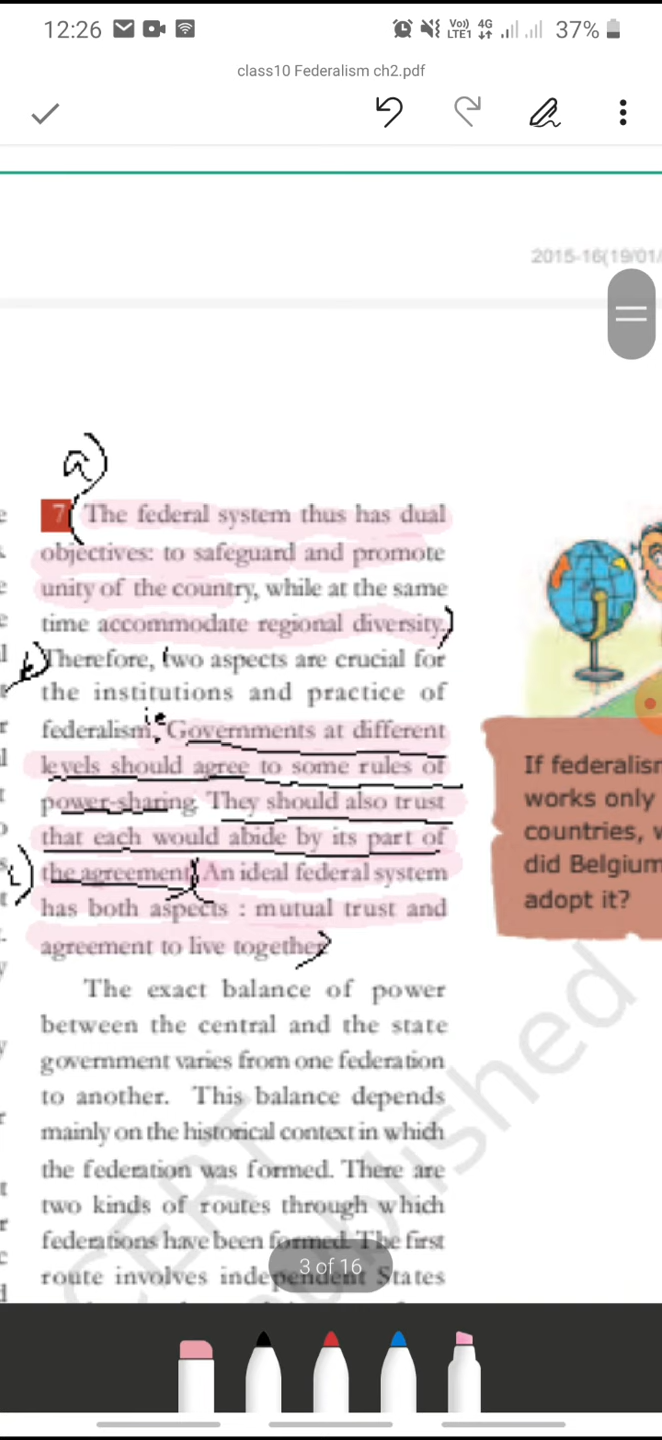 12:26
Vo)) LTE1 4G 37%
class10 Federalism ch2.pdf
2015-16(19/01/
a)
7 The federal system thus has dual
objectives: to safeguard and promote
unity of the country, while at the same
time accommodate regional diversity.
b) Therefore, two aspects are crucial for
the institutions and practice of
federalism. ie Governments at different
levels should agree to some rules of
power-sharing. They should also trust
that each would abide by its part of
the agreement. An ideal federal system
has both aspects : mutual trust and
agreement to live together.
The exact balance of power
between the central and the state
government varies from one federation
to another. This balance depends
mainly on the historical context in which
the federation was formed. There are
two kinds of routes through which
federations have been formed. The first
route involves independent States
If federalism
works only
countries, w
did Belgium
adopt it?
3 of 16
CERT
published